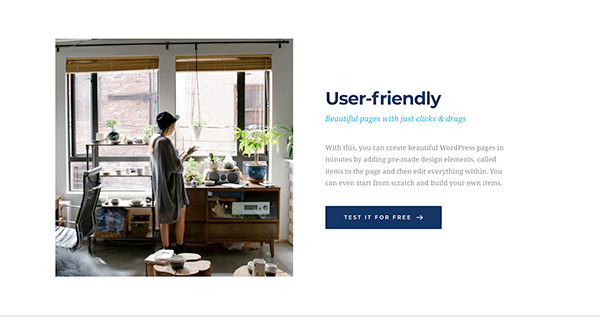 User-friendly
Beautiful pages with just clicks & drags
With this, you can create beautiful WordPress pages in
minutes by adding pre-made design elements, called
items to the page and then edit everything within. You
can even start from scratch and build your own items.
TEST IT FOR FREE